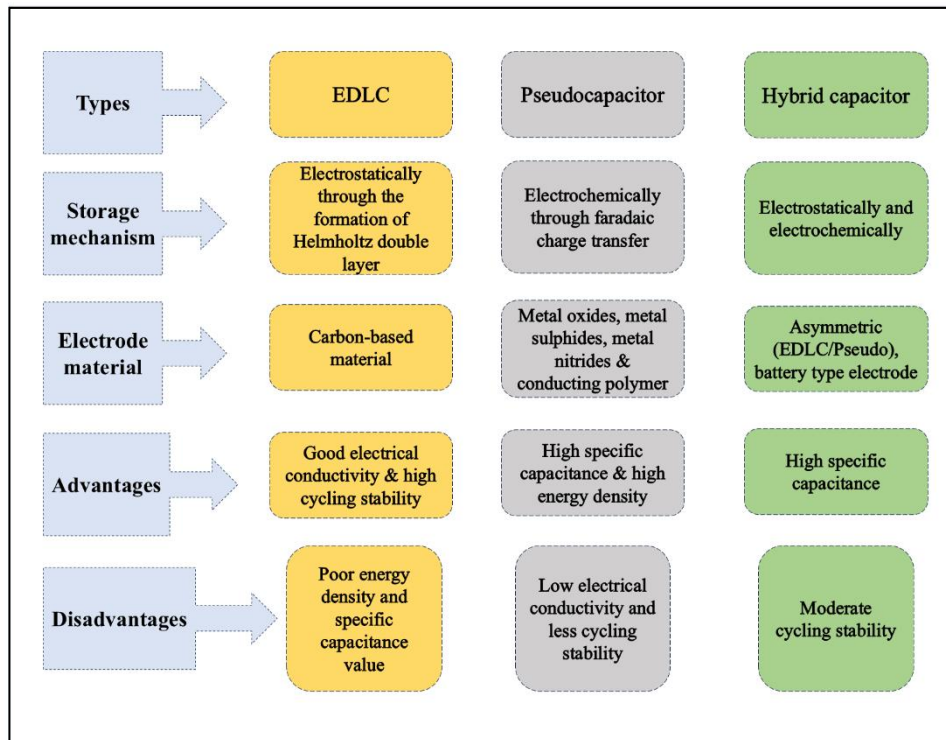 Types
EDLC
Pseudocapacitor
Hybrid capacitor
Storage
mechanism
Electrostatically
through the
formation of
Helmholtz double
layer
Electrochemically
through faradaic
charge transfer
Electrostatically and
electrochemically
Electrode
material
Carbon-based
material
Metal oxides, metal
sulphides, metal
nitrides &
conducting polymer
Asymmetric
(EDLC/Pseudo),
battery type electrode
Advantages
Good electrical
conductivity & high
cycling stability
High specific
capacitance & high
energy density
High specific
capacitance
Disadvantages
Poor energy
density and
specific
capacitance
value
Low electrical
conductivity and
less cycling
stability
Moderate
cycling stability